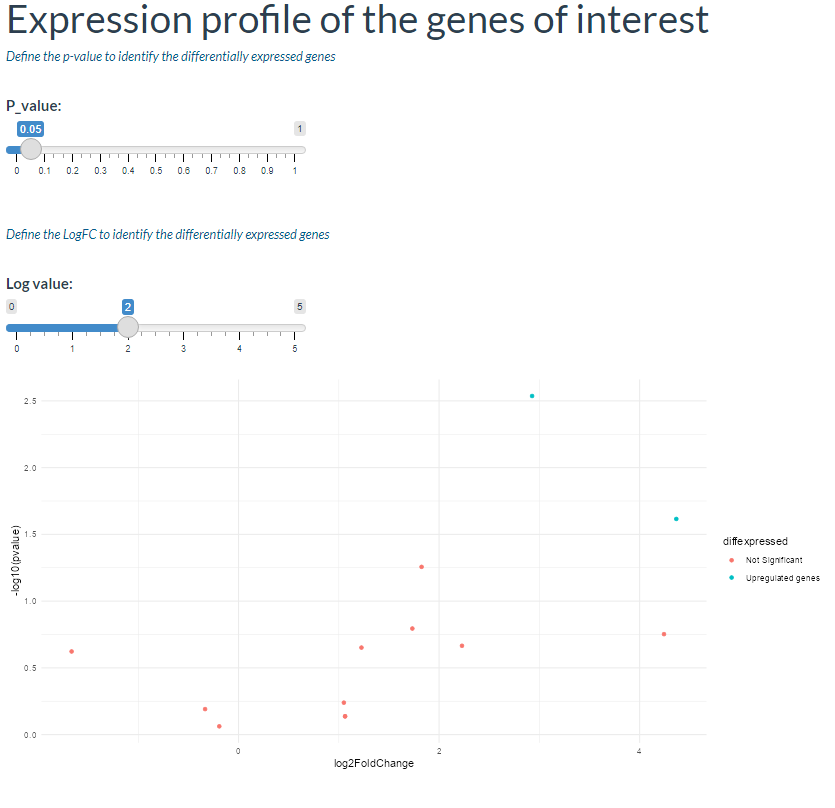 Expression profile of the genes of interest
Define the p-value to identify the differentially expressed genes
P_value:
0.05 1
0 0.1 0.2 0.3 0.4 0.5 0.6 0.7 0.8 0.9 1
Define the LogFC to identify the differentially expressed genes
Log value:
0 2 5
0 1 2 3 4 5
2.5
2.0
1.5
1.0
0.5
0.0
-log10(pvalue)
0 2 4
log2FoldChange
diffexpressed
Not Significant
Upregulated genes